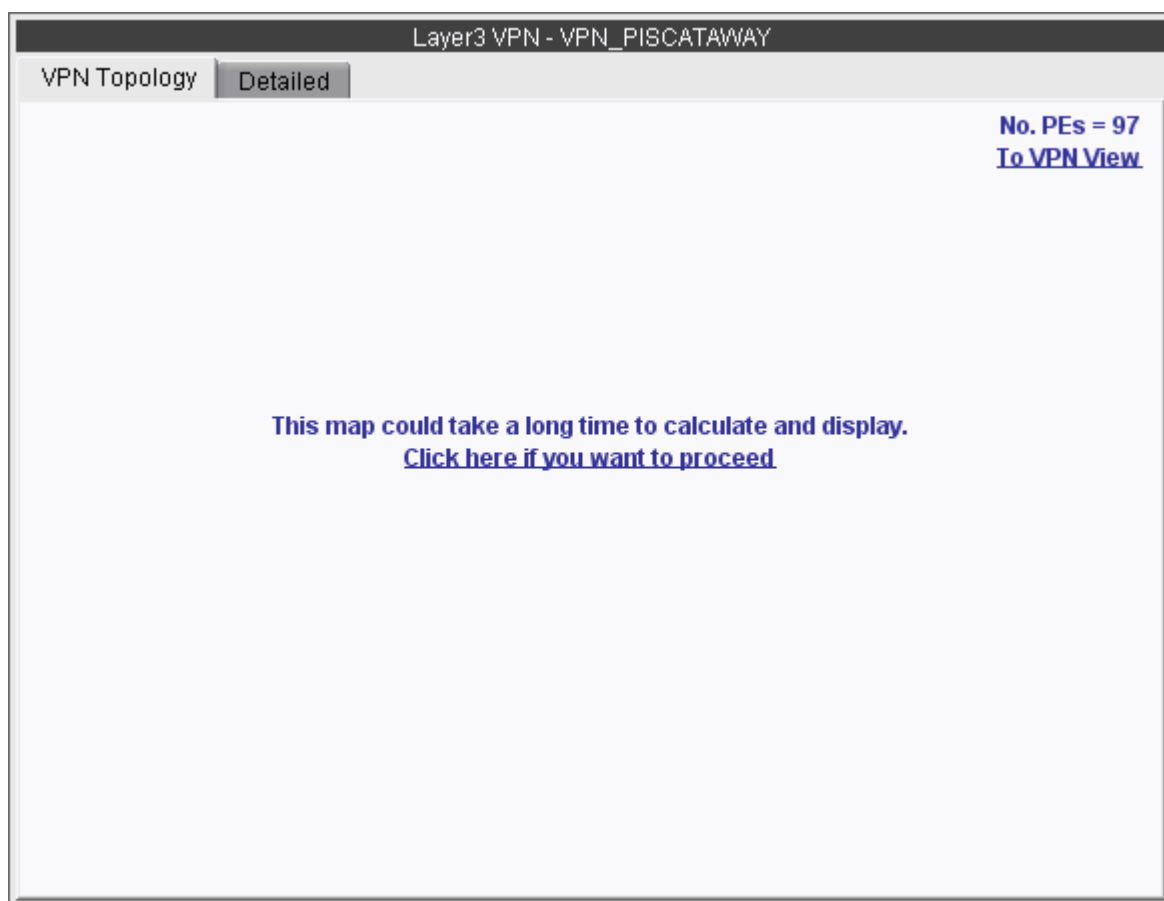 Layer3 VPN - VPN_PISCATAWAY
VPN Topology Detailed
No. PEs = 97
To VPN View
This map could take a long time to calculate and display.
Click here if you want to proceed